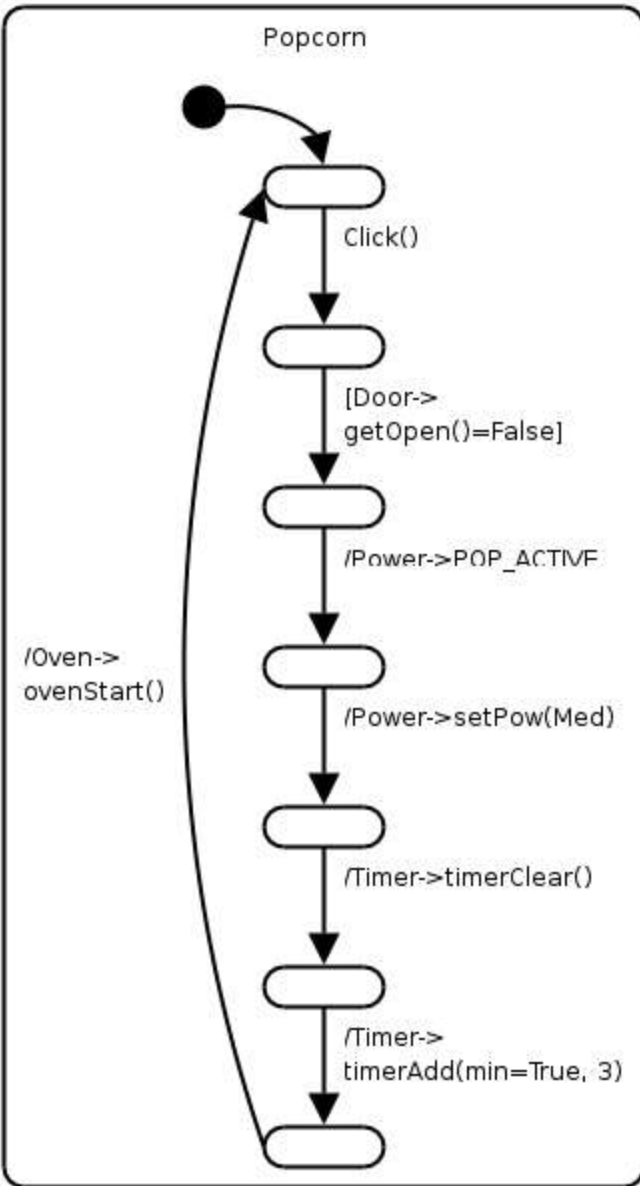 Popcorn
Click()
[Door->
getOpen()=False]
/Power->POP_ACTIVE
/Oven->
ovenStart()
/Power->setPow(Med)
/Timer->timerClear()
/Timer->
timerAdd(min=True, 3)